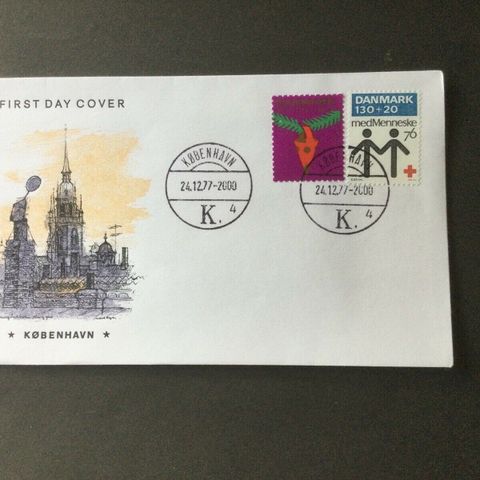 FIRST DAY COVER
DANMARK
130+20
medMenneske
76
KØBENHAVN
24.12.77-2000
K. 4
KØBENHAVN
24.12.77-2000
K. 4
★ KØBENHAVN ★